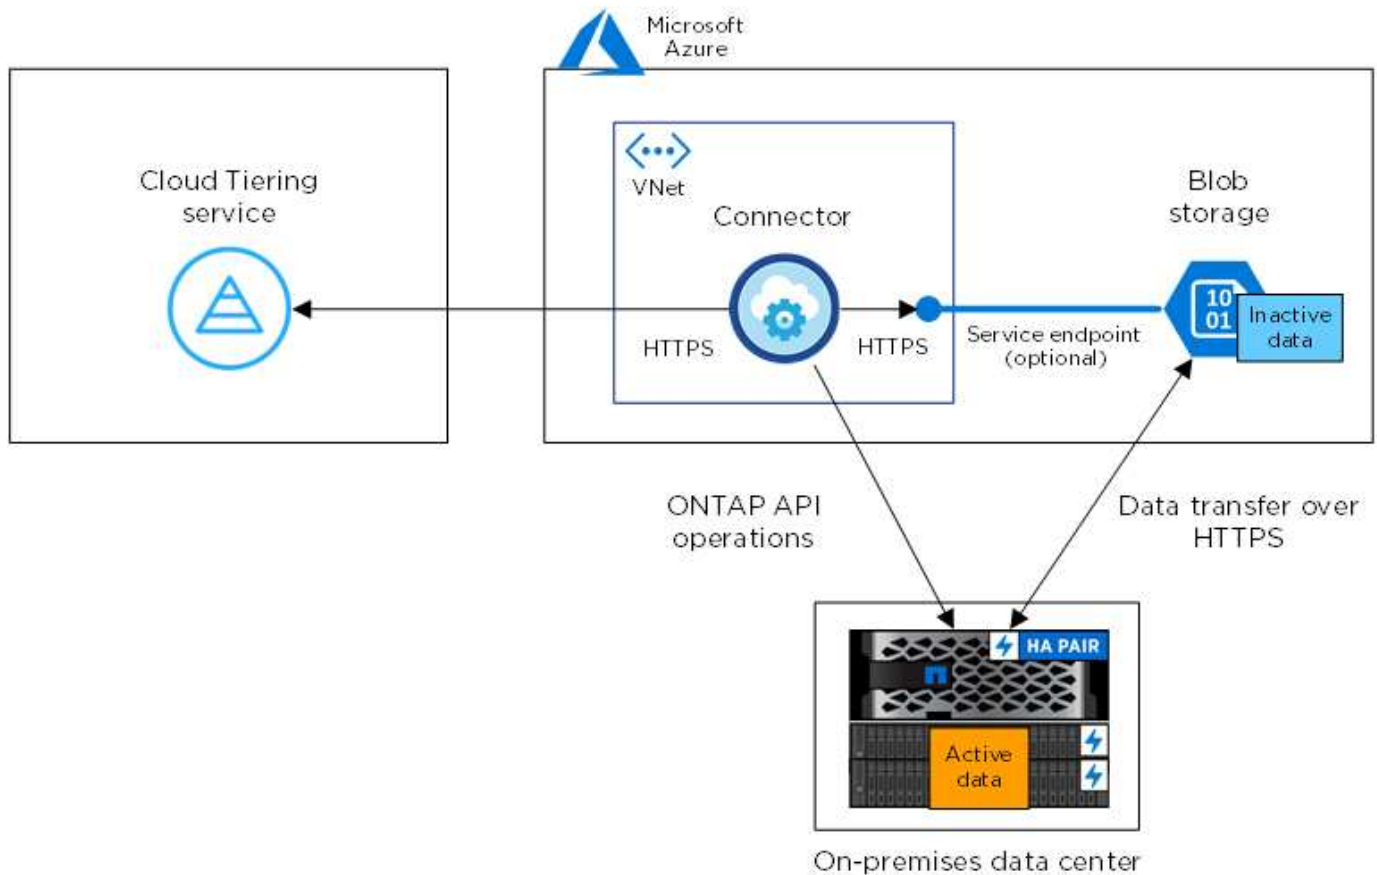 Microsoft
Azure
Cloud Tiering
service
VNet
Connector
Blob
storage
10
01
Inactive
data
HTTPS
HTTPS
Service endpoint
(optional)
ONTAP API
operations
Data transfer over
HTTPS
HA PAIR
Active
data
On-premises data center